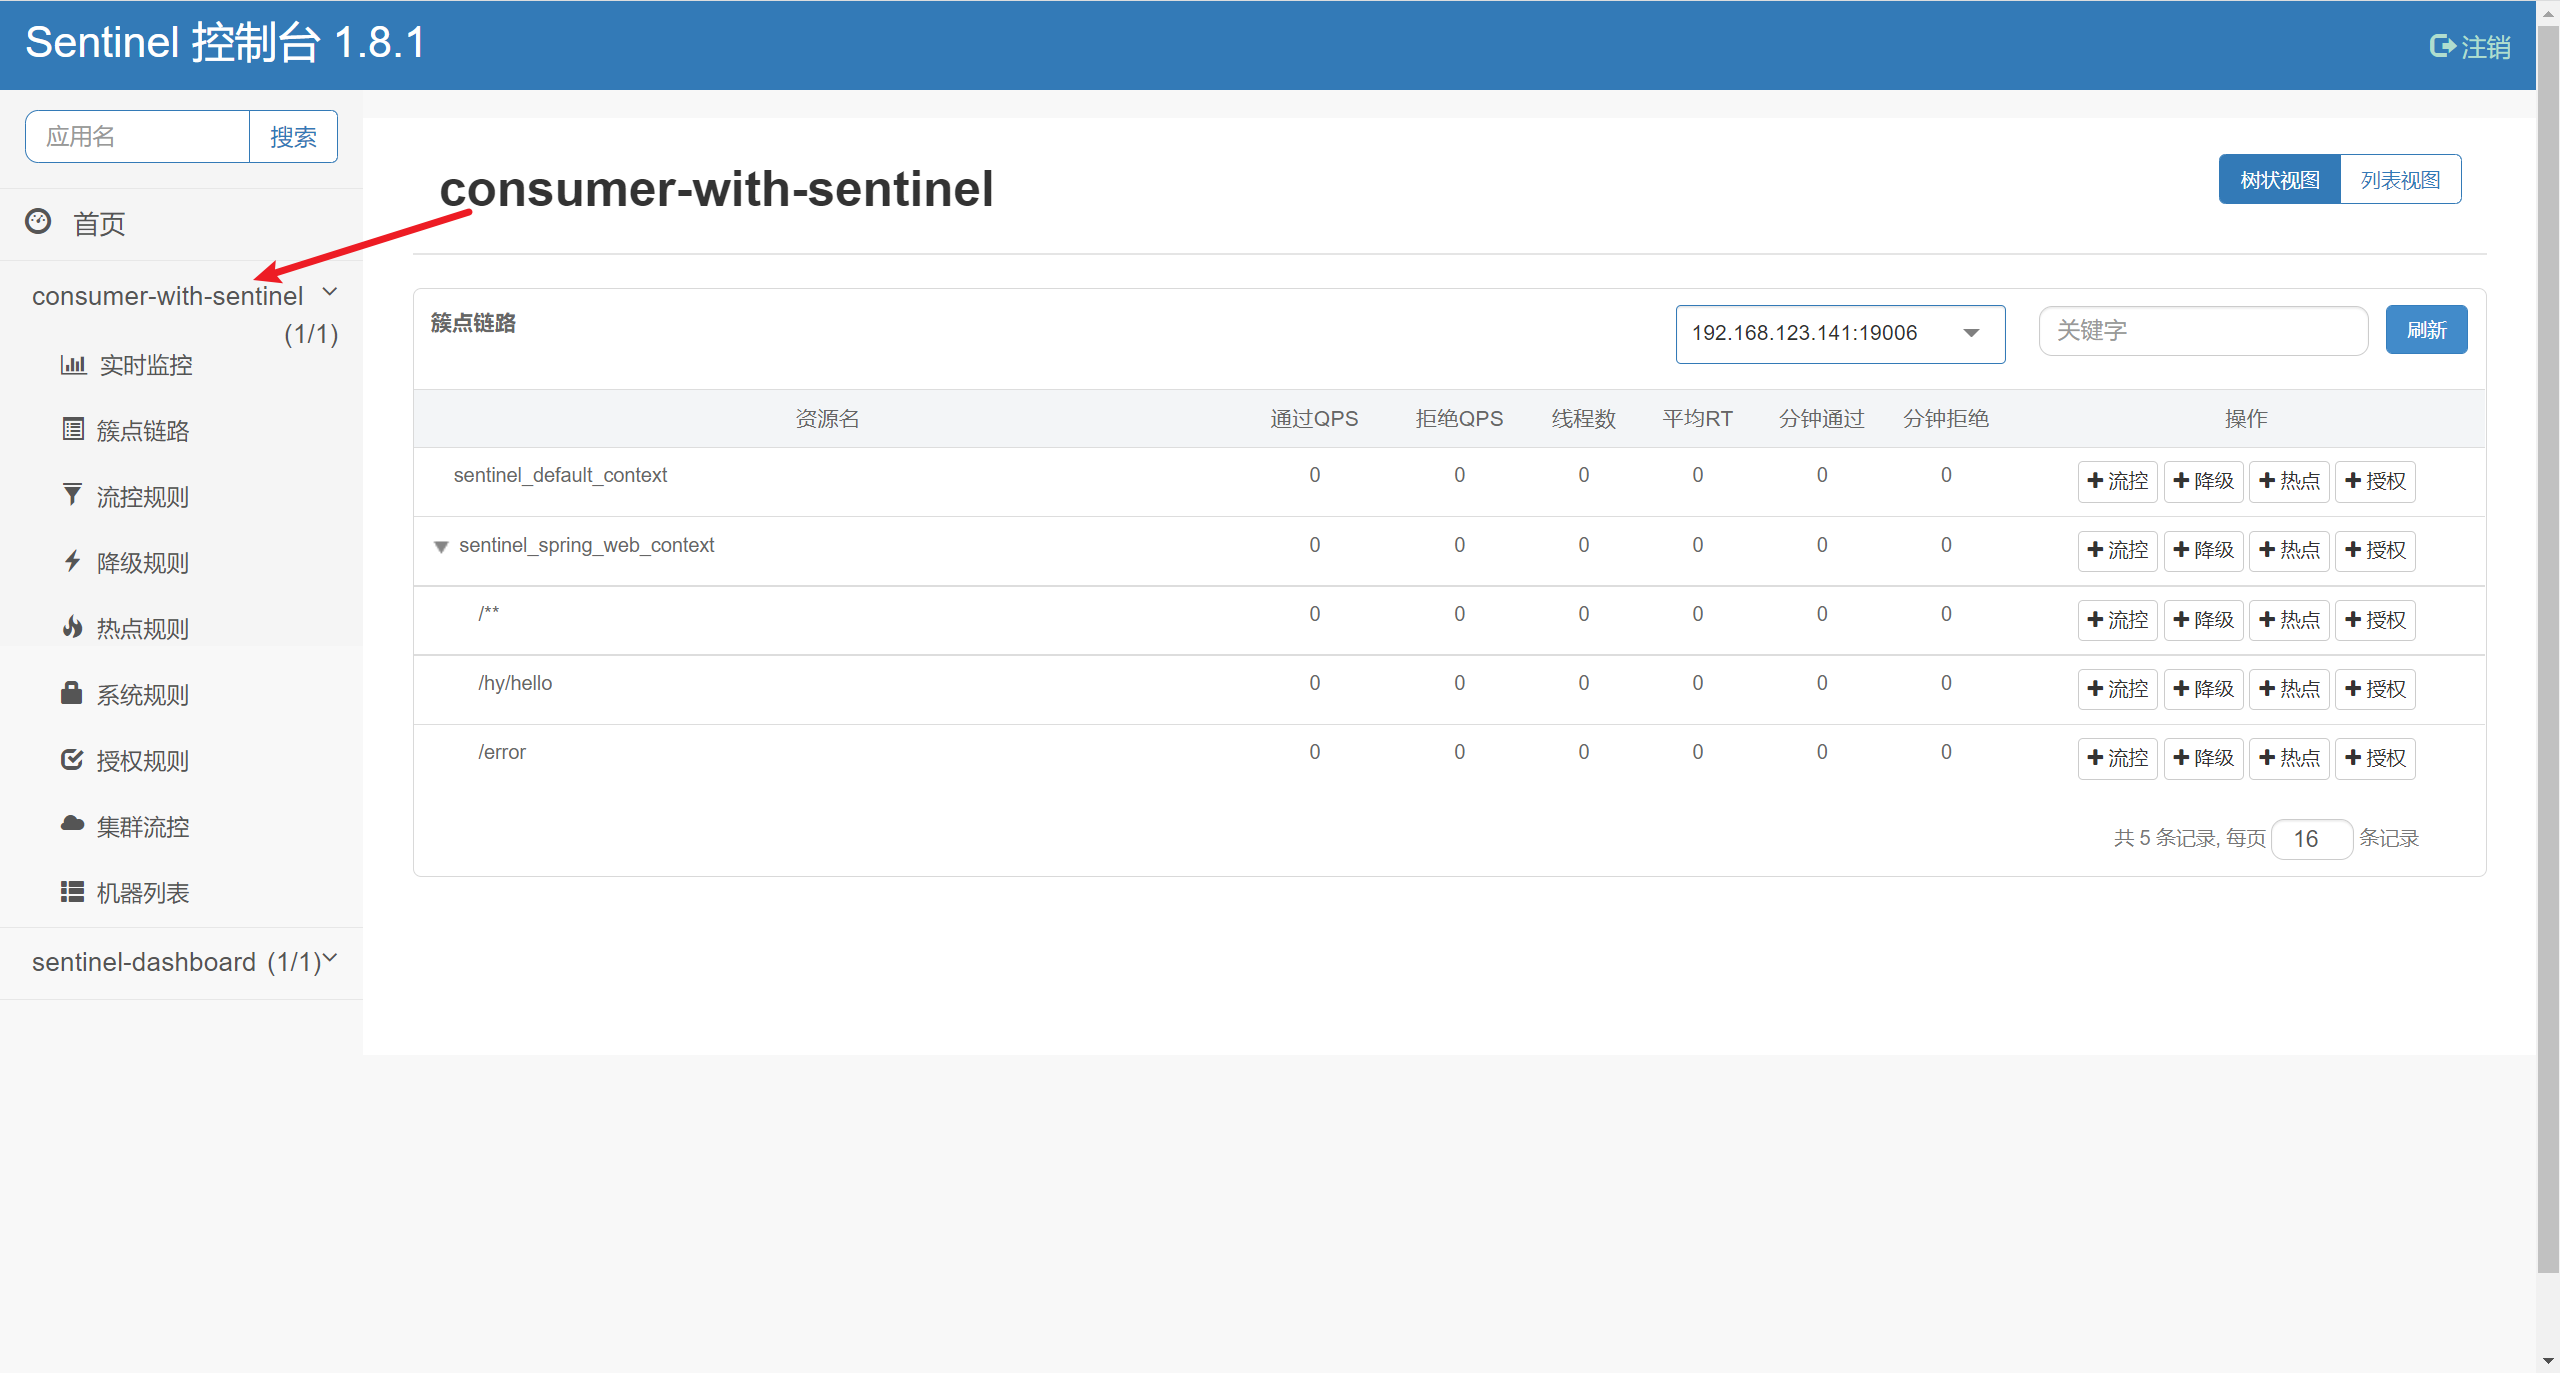 Sentinel 控制台 1.8.1
注销
应用名
搜索
首页
consumer-with-sentinel
(1/1)
实时监控
簇点链路
流控规则
降级规则
热点规则
系统规则
授权规则
集群流控
机器列表
sentinel-dashboard (1/1)
consumer-with-sentinel
树状视图 列表视图
簇点链路
192.168.123.141:19006
关键字
刷新
资源名 通过QPS 拒绝QPS 线程数 平均RT 分钟通过 分钟拒绝 操作
sentinel_default_context 0 0 0 0 0 0 流控 降级 热点 授权
sentinel_spring_web_context 0 0 0 0 0 0 流控 降级 热点 授权
/** 0 0 0 0 0 0 流控 降级 热点 授权
/hy/hello 0 0 0 0 0 0 流控 降级 热点 授权
/error 0 0 0 0 0 0 流控 降级 热点 授权
共 5 条记录, 每页 16 条记录